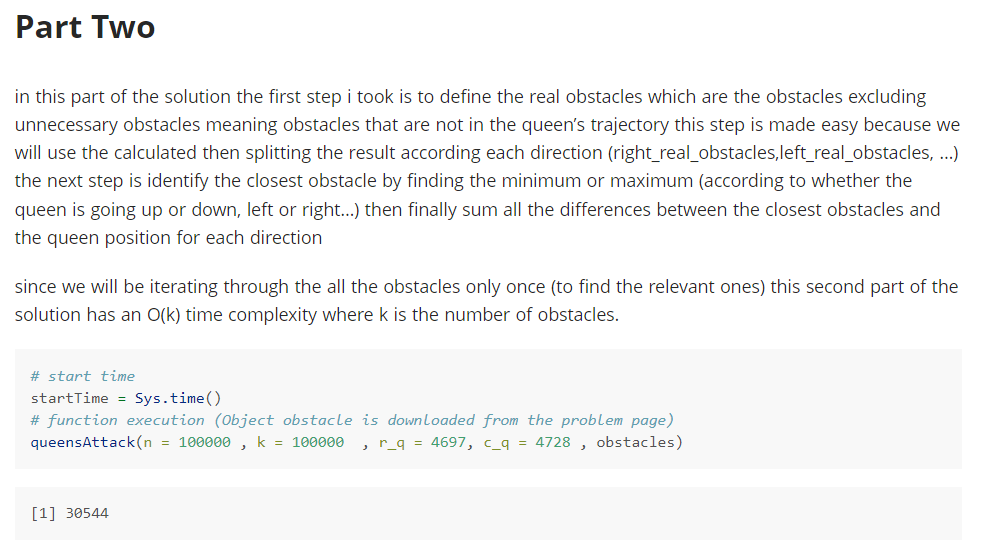 Part Two
in this part of the solution the first step i took is to define the real obstacles which are the obstacles excluding
unnecessary obstacles meaning obstacles that are not in the queen’s trajectory this step is made easy because we
will use the calculated then splitting the result according each direction (right_real_obstacles,left_real_obstacles, ...)
the next step is identify the closest obstacle by finding the minimum or maximum (according to whether the
queen is going up or down, left or right...) then finally sum all the differences between the closest obstacles and
the queen position for each direction
since we will be iterating through the all the obstacles only once (to find the relevant ones) this second part of the
solution has an O(k) time complexity where k is the number of obstacles.
# start time
startTime = Sys.time()
# function execution (Object obstacle is downloaded from the problem page)
queensAttack(n = 100000 , k = 100000  , r_q = 4697, c_q = 4728 , obstacles)
[1] 30544